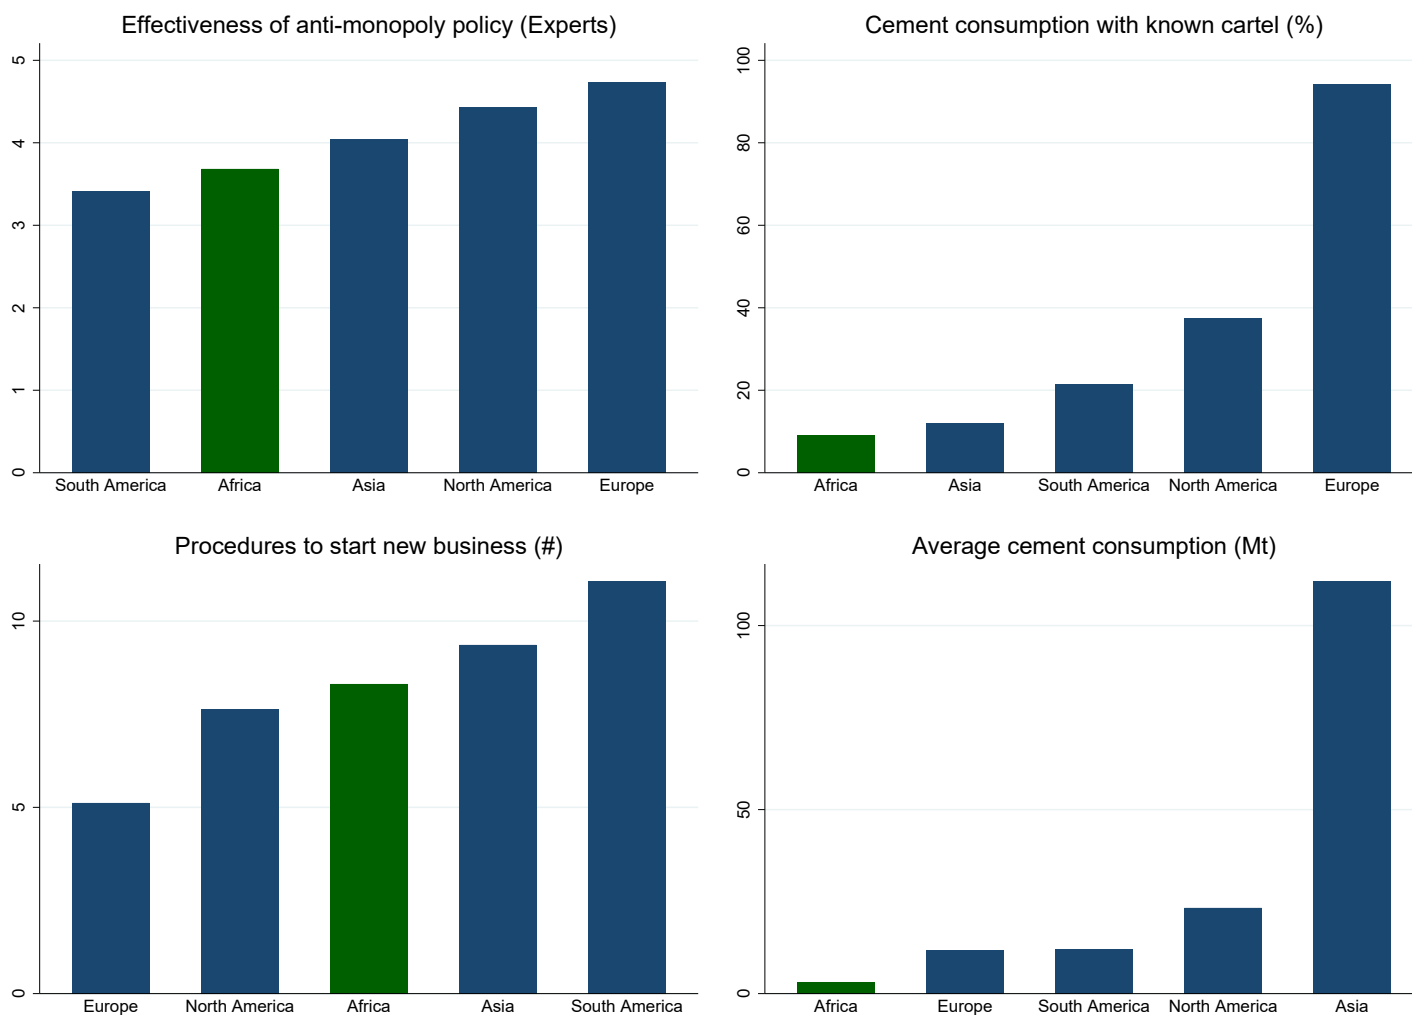 Effectiveness of anti-monopoly policy (Experts)
5
4
3
2
1
0
South America Africa Asia North America Europe
Cement consumption with known cartel (%)
100
80
60
40
20
0
Africa Asia South America North America Europe
Procedures to start new business (#)
10
5
0
Europe North America Africa Asia South America
Average cement consumption (Mt)
100
50
0
Africa Europe South America North America Asia